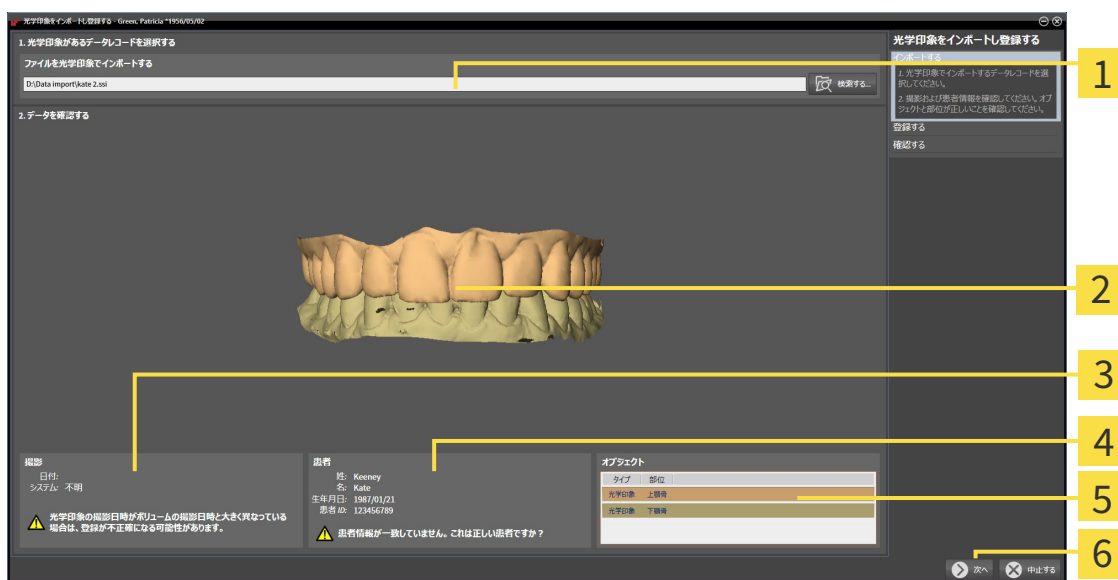 光学印象をインポートし登録する - Green, Patricia *1956/05/02
1. 光学印象があるデータレコードを選択する
ファイルを光学印象でインポートする
D:\Data import\kate 2.ssi
検索する...
2. データを確認する
撮影
日付:
システム: 不明
光学印象の撮影日時がボリュームの撮影日時と大きく異なっている
場合は、登録が不正確になる可能性があります。
患者
姓: Keeney
名: Kate
生年月日: 1987/01/21
患者 ID: 123456789
患者情報が一致していません。これは正しい患者ですか？
オブジェクト
タイプ 部位
光学印象 上顎骨
光学印象 下顎骨
光学印象をインポートし登録する
インポートする
1. 光学印象でインポートするデータレコードを選
択してください。
2. 撮影および患者情報を確認してください。オブ
ジェクトと部位が正しいことを確認してください。
登録する
確認する
次へ
中止する
1
2
3
4
5
6